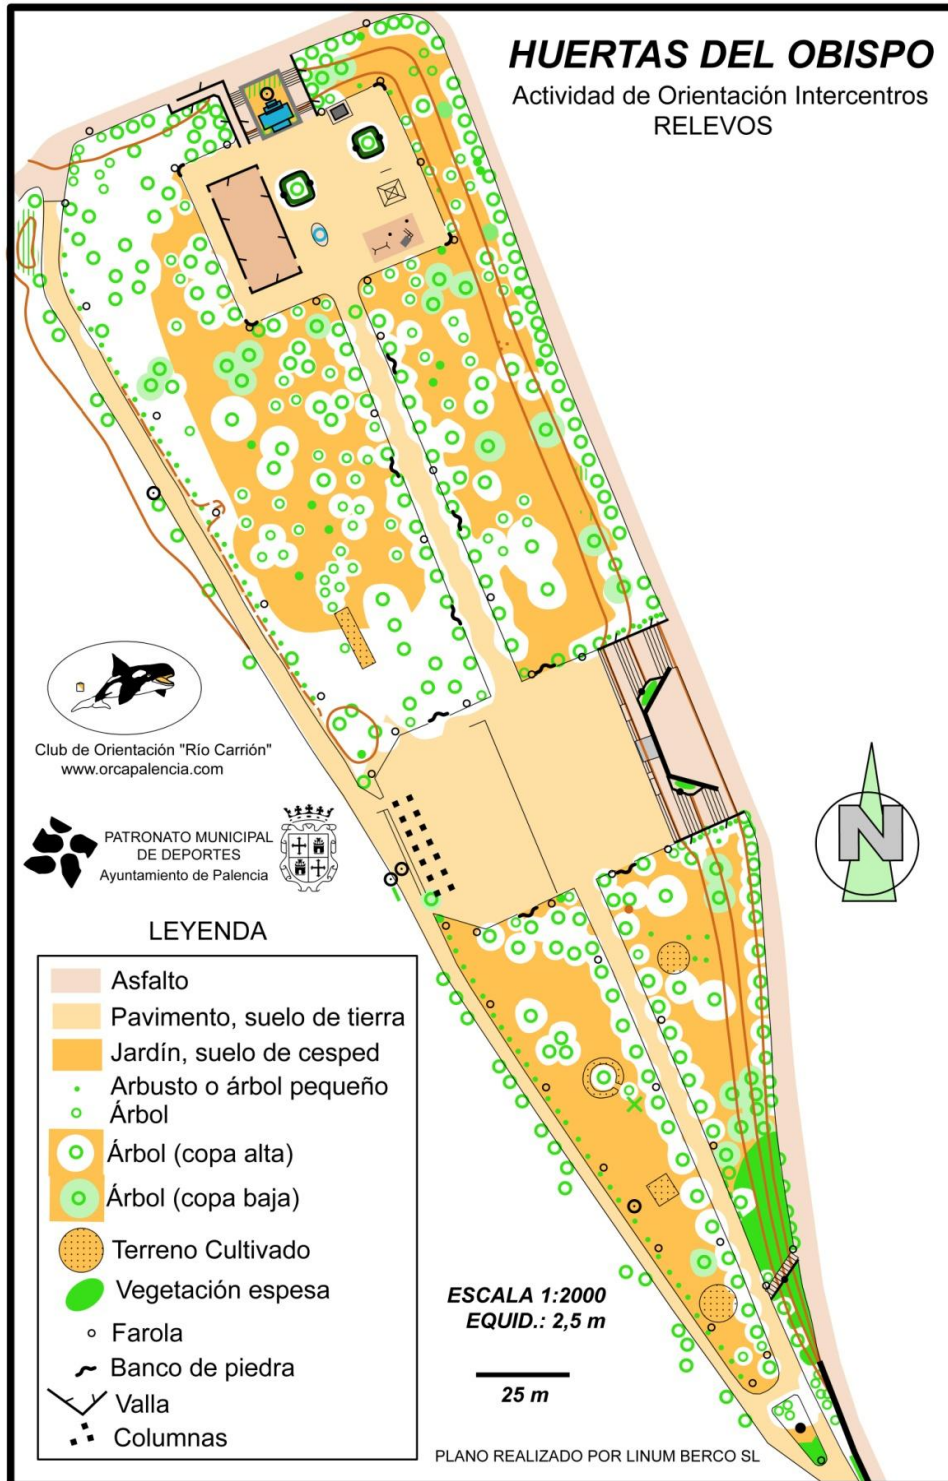 HUERTAS DEL OBISPO
Actividad de Orientación Intercentros
RELEVOS
Club de Orientación "Río Carrión"
www.orcapalencia.com
PATRONATO MUNICIPAL
DE DEPORTES
Ayuntamiento de Palencia
N
LEYENDA
Asfalto
Pavimento, suelo de tierra
Jardín, suelo de cesped
Arbusto o árbol pequeño
Árbol
Árbol (copa alta)
Árbol (copa baja)
Terreno Cultivado
Vegetación espesa
Farola
Banco de piedra
Valla
Columnas
ESCALA 1:2000
EQUID.: 2,5 m
25 m
PLANO REALIZADO POR LINUM BERCO SL